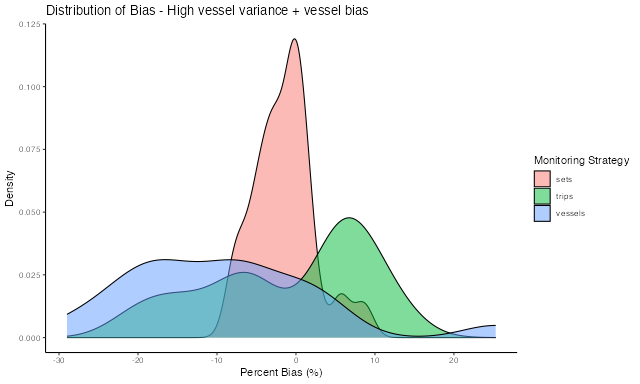 Distribution of Bias - High vessel variance + vessel bias
0.125
0.100
0.075
0.050
0.025
0.000
Density
-30 -20 -10 0 10 20
Percent Bias (%)
Monitoring Strategy
sets
trips
vessels